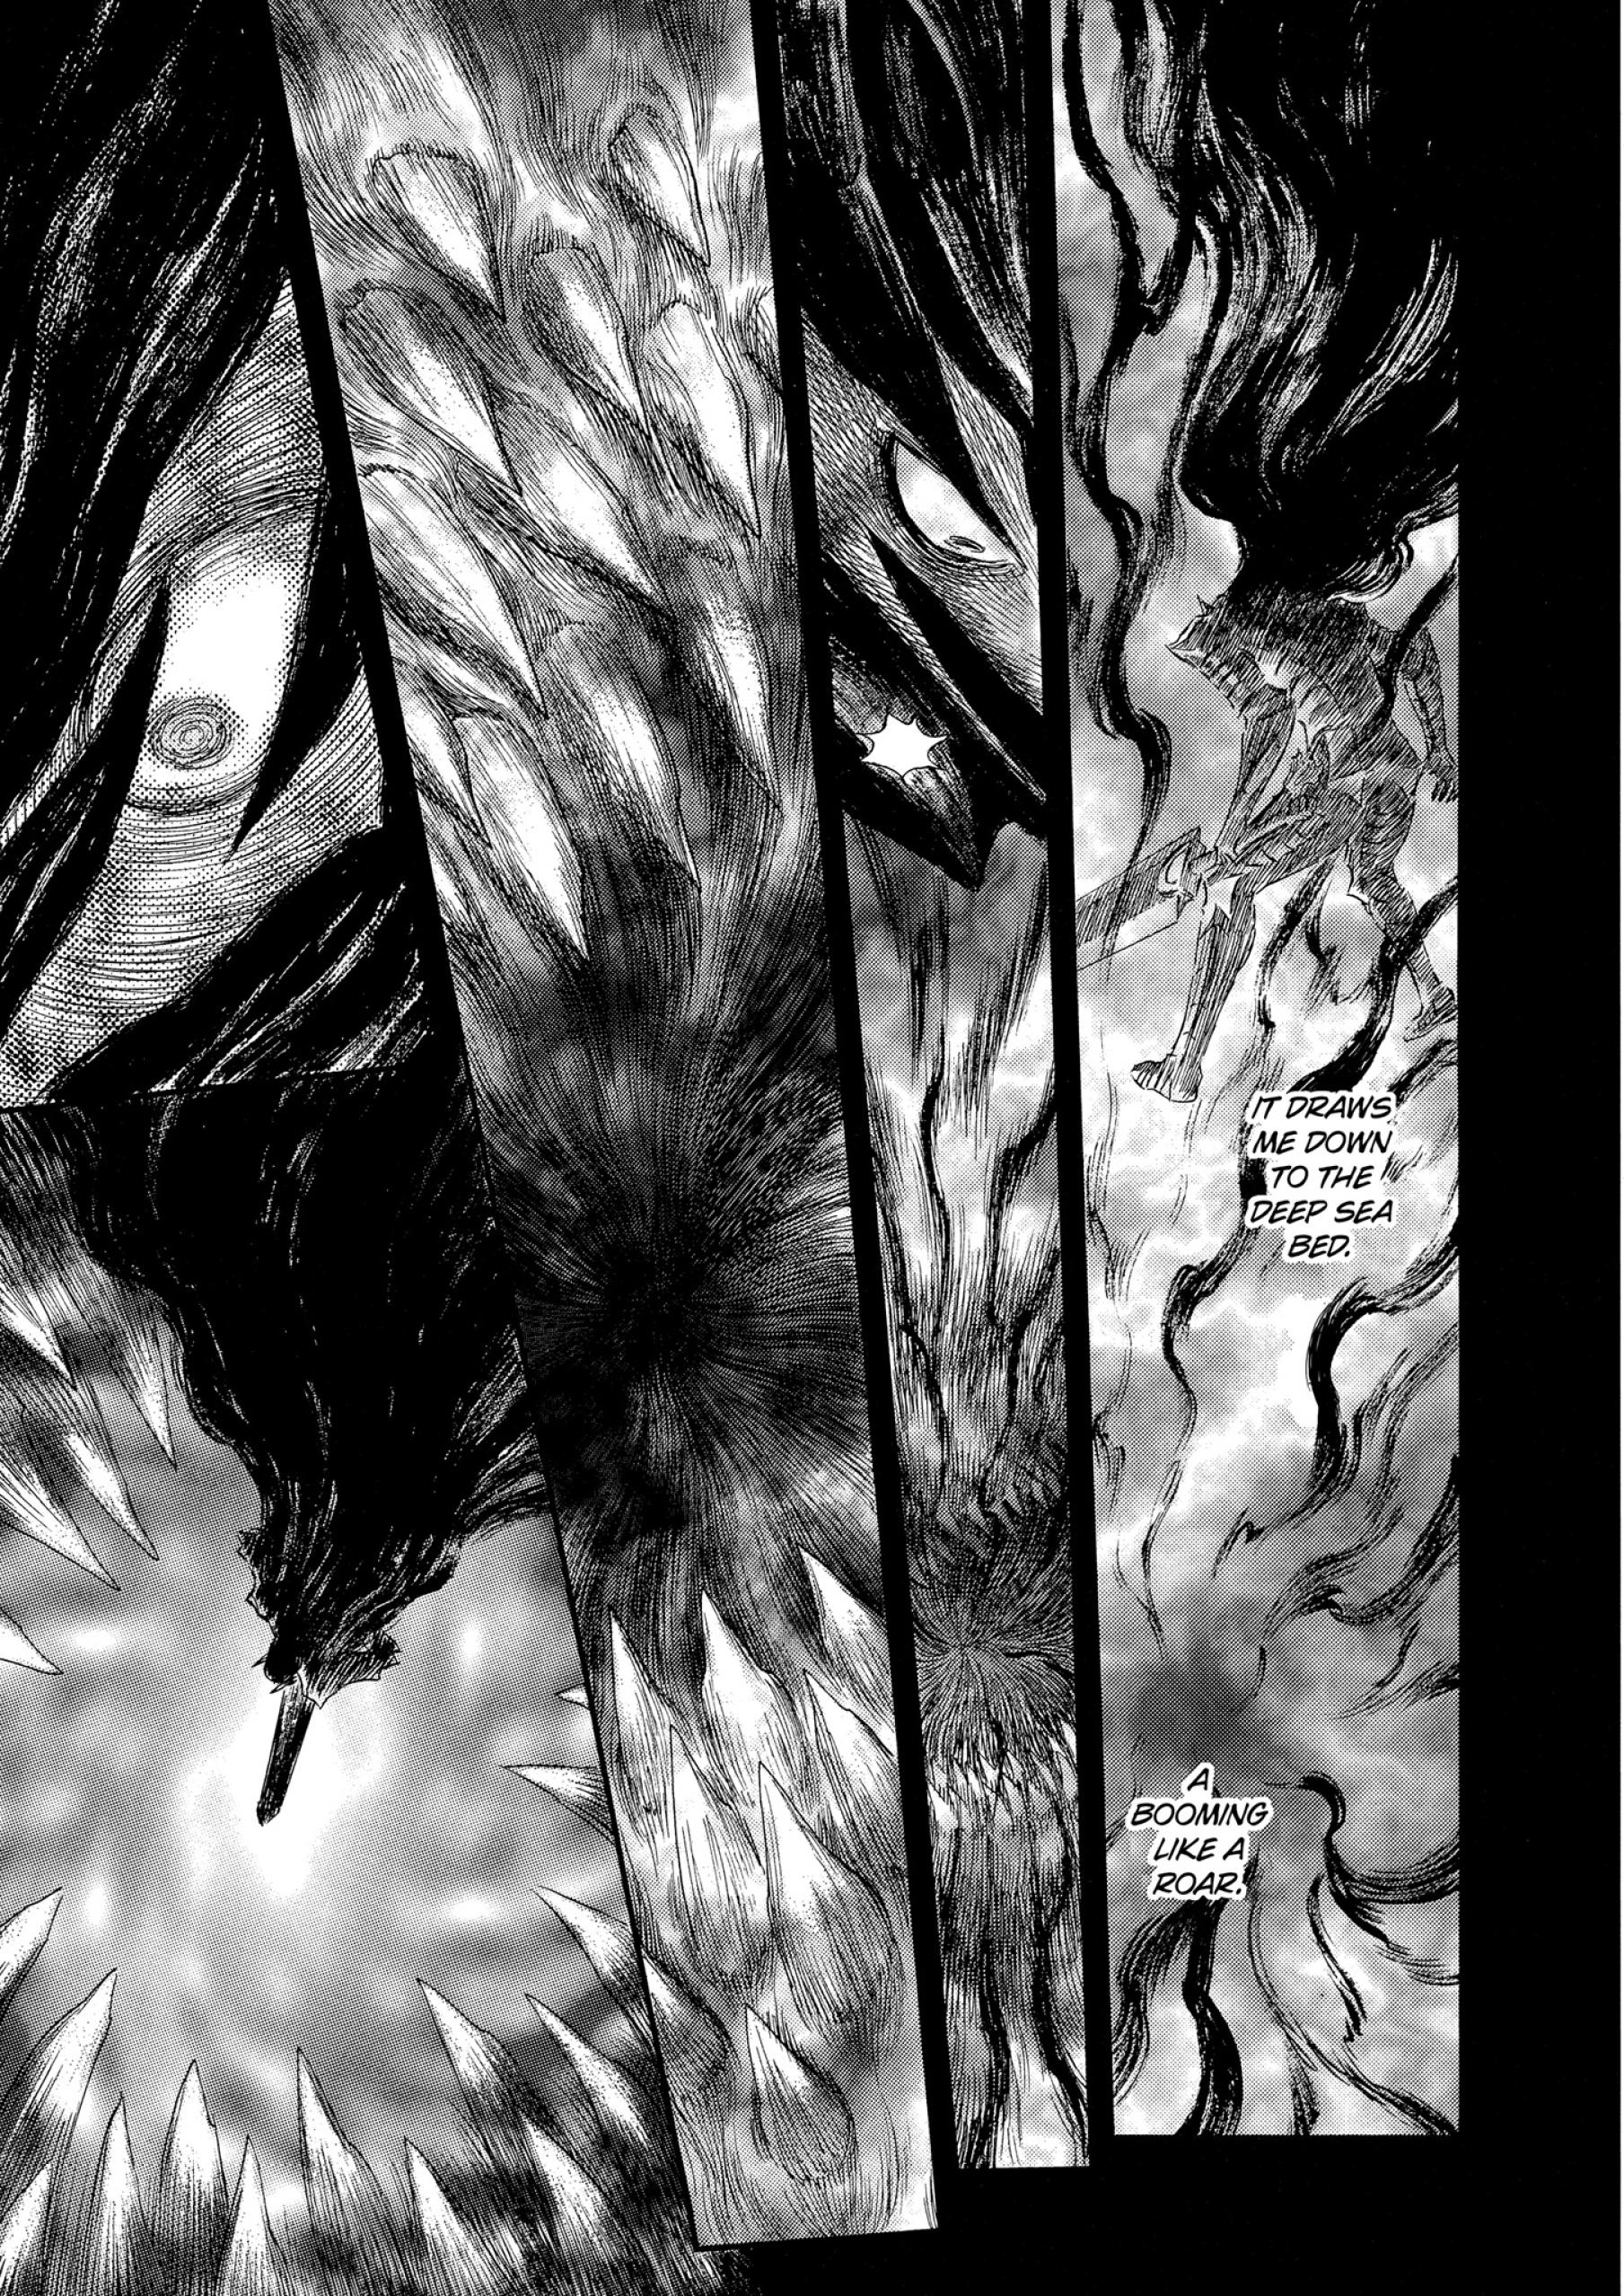 IT DRAWS
ME DOWN
TO THE
DEEP SEA
BED.
A
BOOMING
LIKE A
ROAR.